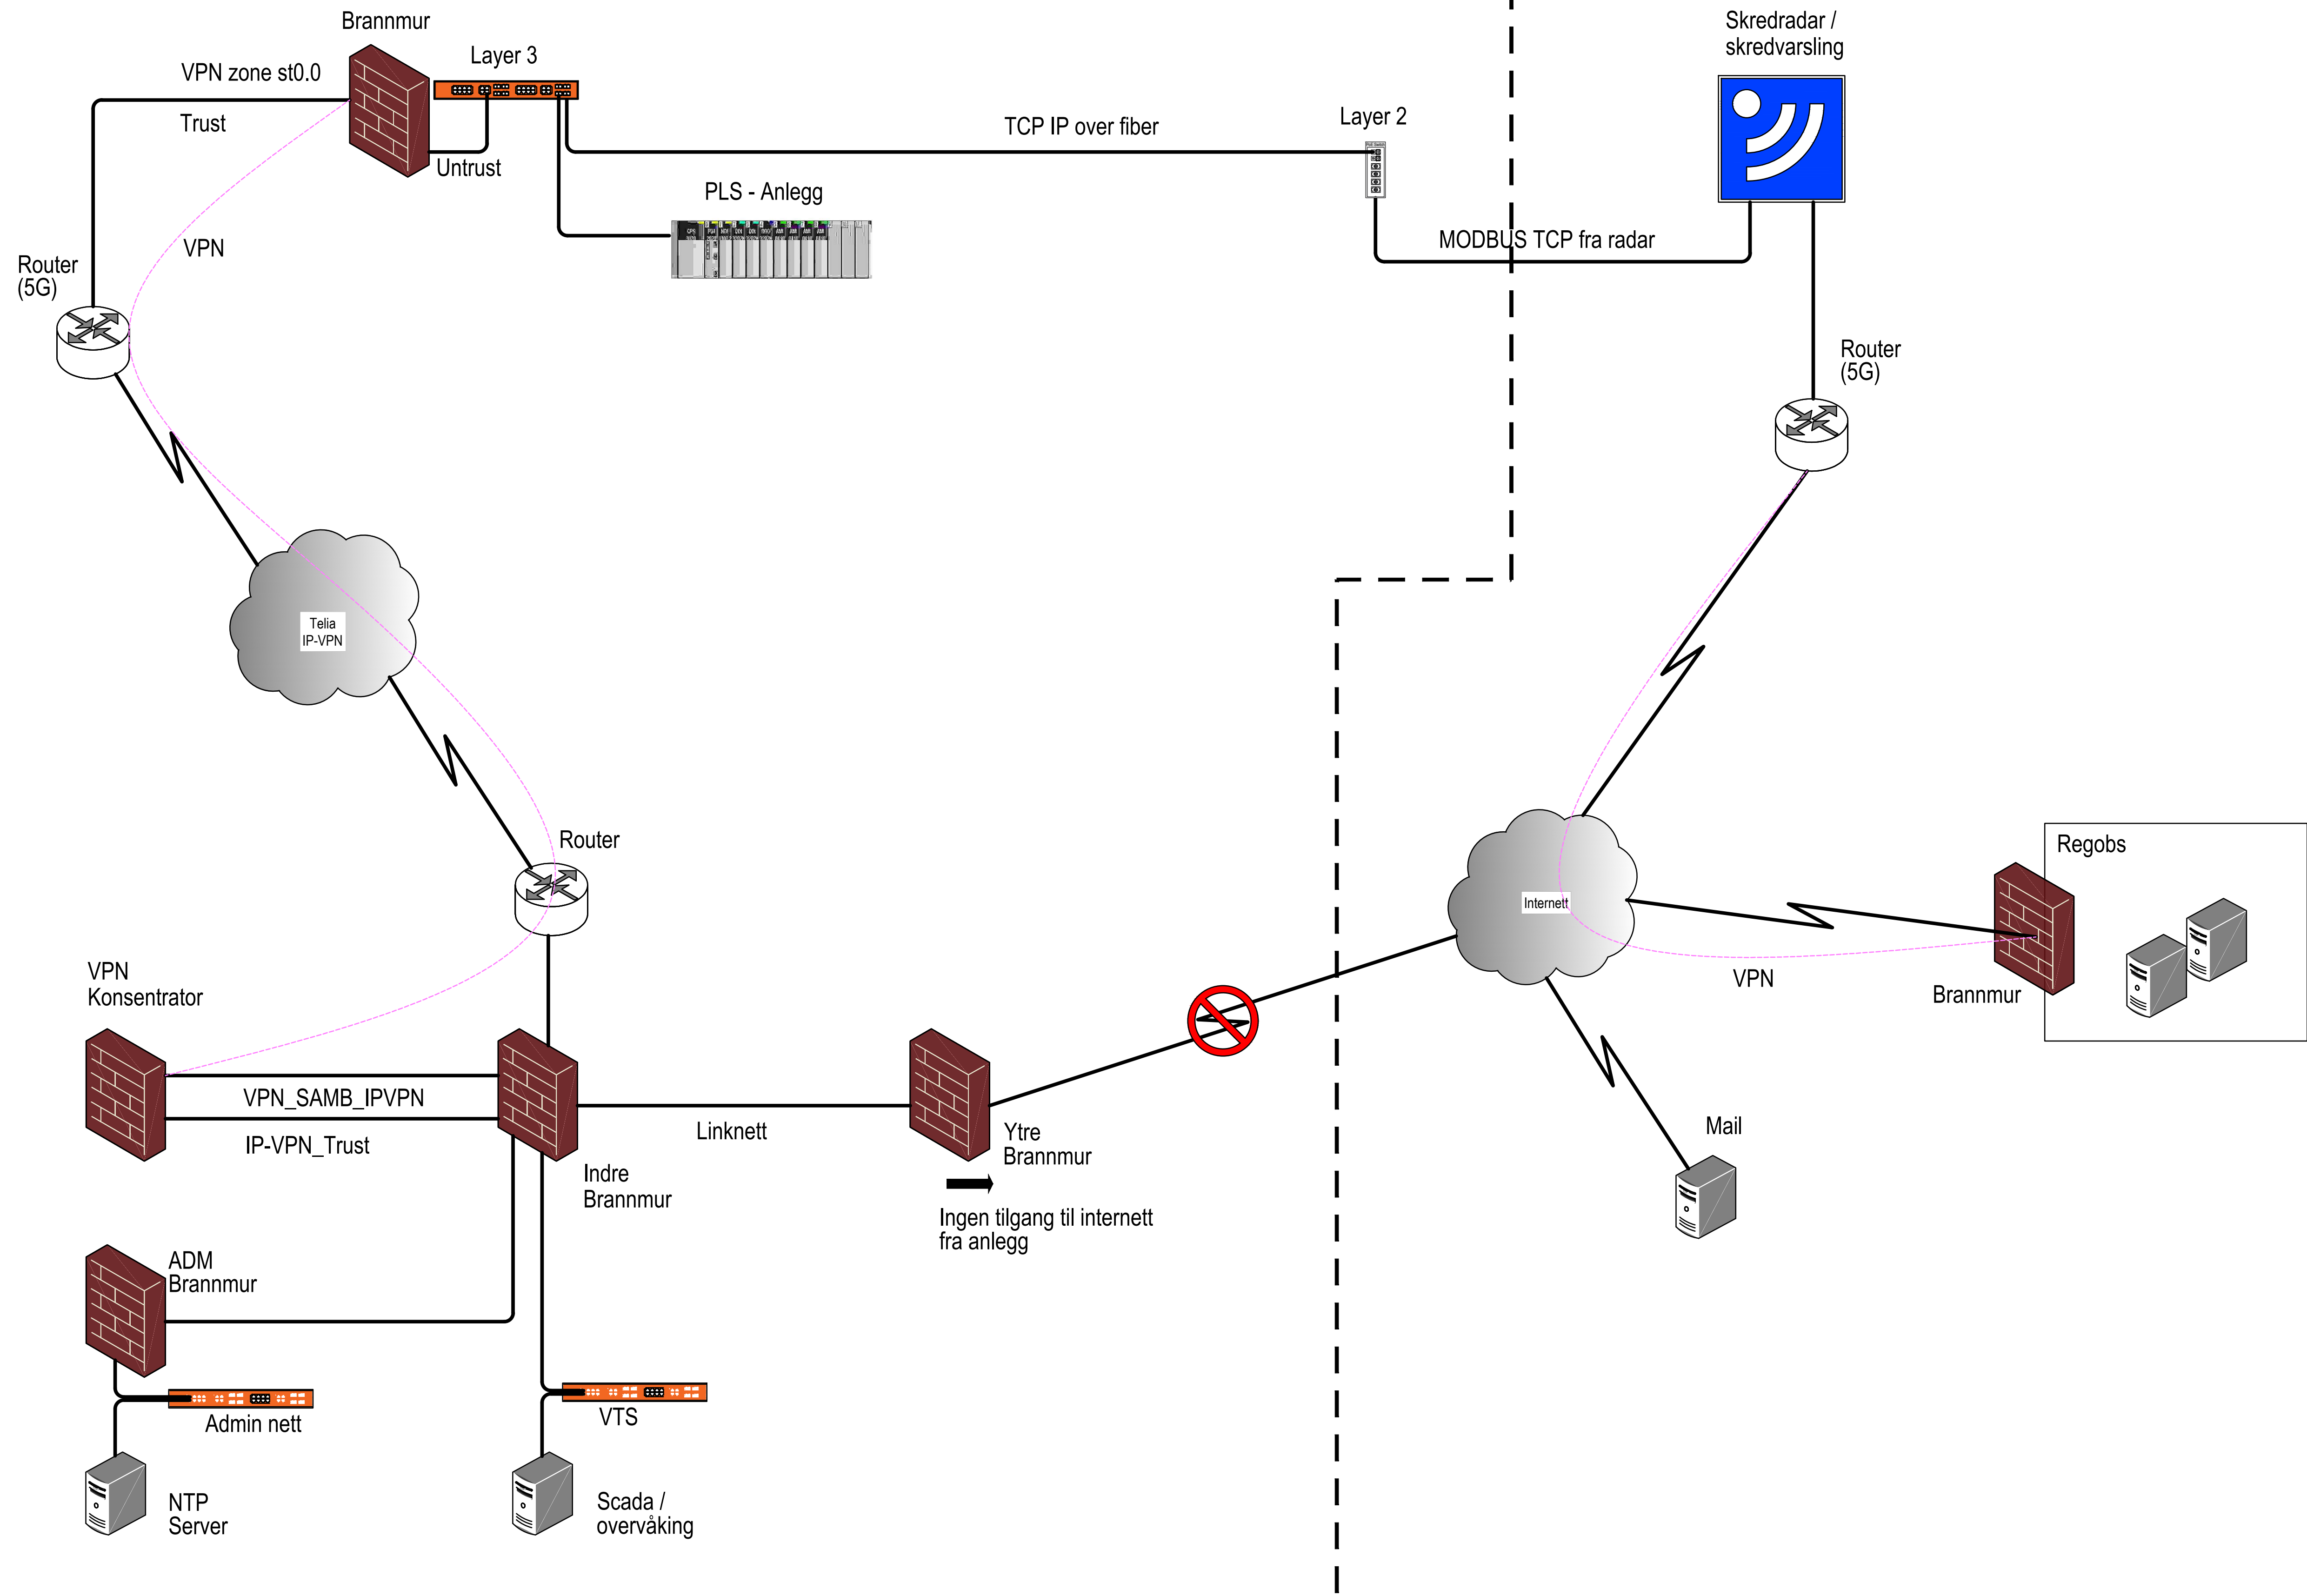 Brannmur
Layer 3
VPN zone st0.0
Trust
Untrust
TCP IP over fiber
Layer 2
Skredradar /
skredvarsling
PLS - Anlegg
MODBUS TCP fra radar
VPN
Router
(5G)
Router
(5G)
Telia
IP-VPN
Router
Internett
Regobs
Brannmur
VPN
VPN
Konsentrator
VPN_SAMB_IPVPN
IP-VPN_Trust
Indre
Brannmur
Linknett
Ytre
Brannmur
Ingen tilgang til internett
fra anlegg
Mail
ADM
Brannmur
Admin nett
VTS
NTP
Server
Scada /
overvåking